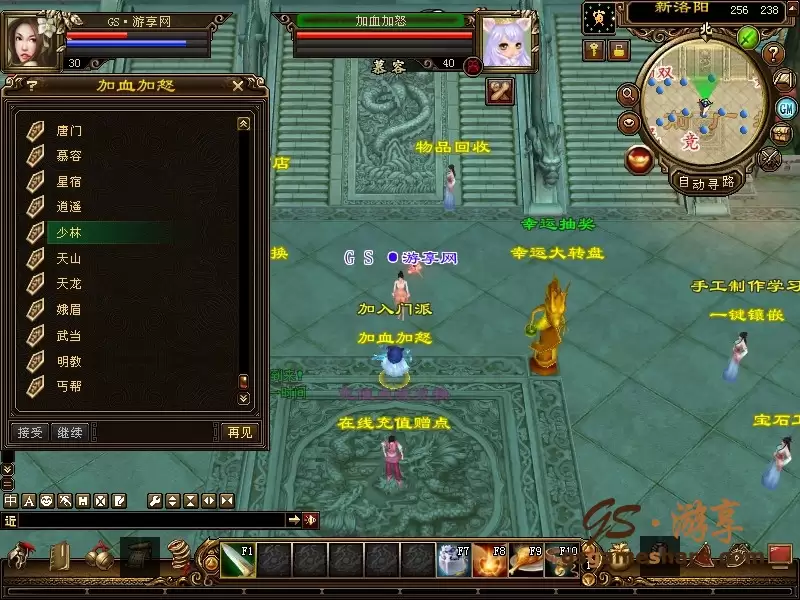 GS·游享网
30
加血加怒
慕容
40
新洛阳
256 238
北
GM
自动寻路
? 加血加怒
唐门
慕容
星宿
逍遥
少林
天山
天龙
娥眉
武当
明教
丐帮
接受 继续 再见
店
物品回收
换
GS ●游享网
幸运抽奖
幸运大转盘
加入门派
加血加怒
手工制作学习
一键镶嵌
在线充值赠点
宝石工
中 A
近
GS·游享
F1 F7 F8 F9 F10
1